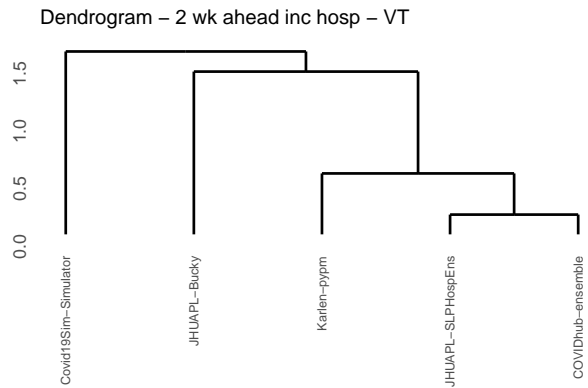 Dendrogram – 2 wk ahead inc hosp – VT
1.5
1.0
0.5
0.0
Covid19Sim–Simulator
JHUAPL–Bucky
Karlen–pypm
JHUAPL–SLPHospEns
COVIDhub–ensemble